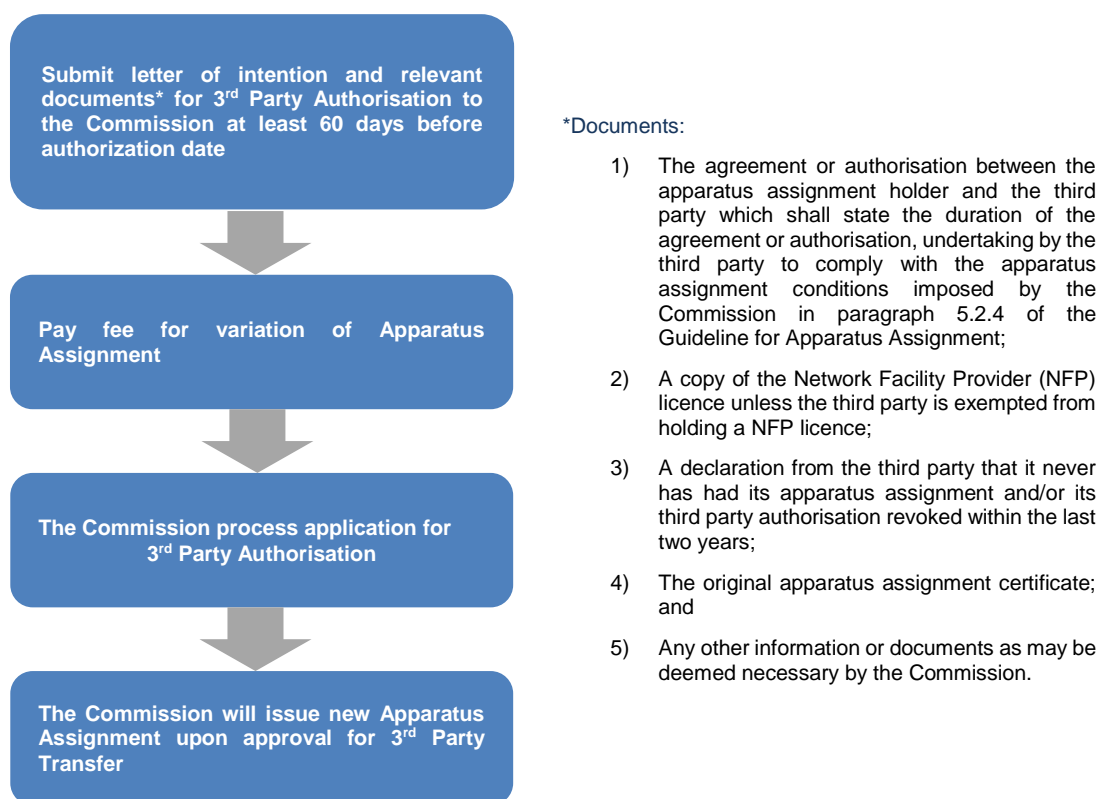 Submit letter of intention and relevant
documents* for 3rd Party Authorisation to
the Commission at least 60 days before
authorization date
Pay fee for variation of Apparatus
Assignment
The Commission process application for
3rd Party Authorisation
The Commission will issue new Apparatus
Assignment upon approval for 3rd Party
Transfer
*Documents:
1) The agreement or authorisation between the
apparatus assignment holder and the third
party which shall state the duration of the
agreement or authorisation, undertaking by the
third party to comply with the apparatus
assignment conditions imposed by the
Commission in paragraph 5.2.4 of the
Guideline for Apparatus Assignment;
2) A copy of the Network Facility Provider (NFP)
licence unless the third party is exempted from
holding a NFP licence;
3) A declaration from the third party that it never
has had its apparatus assignment and/or its
third party authorisation revoked within the last
two years;
4) The original apparatus assignment certificate;
and
5) Any other information or documents as may be
deemed necessary by the Commission.